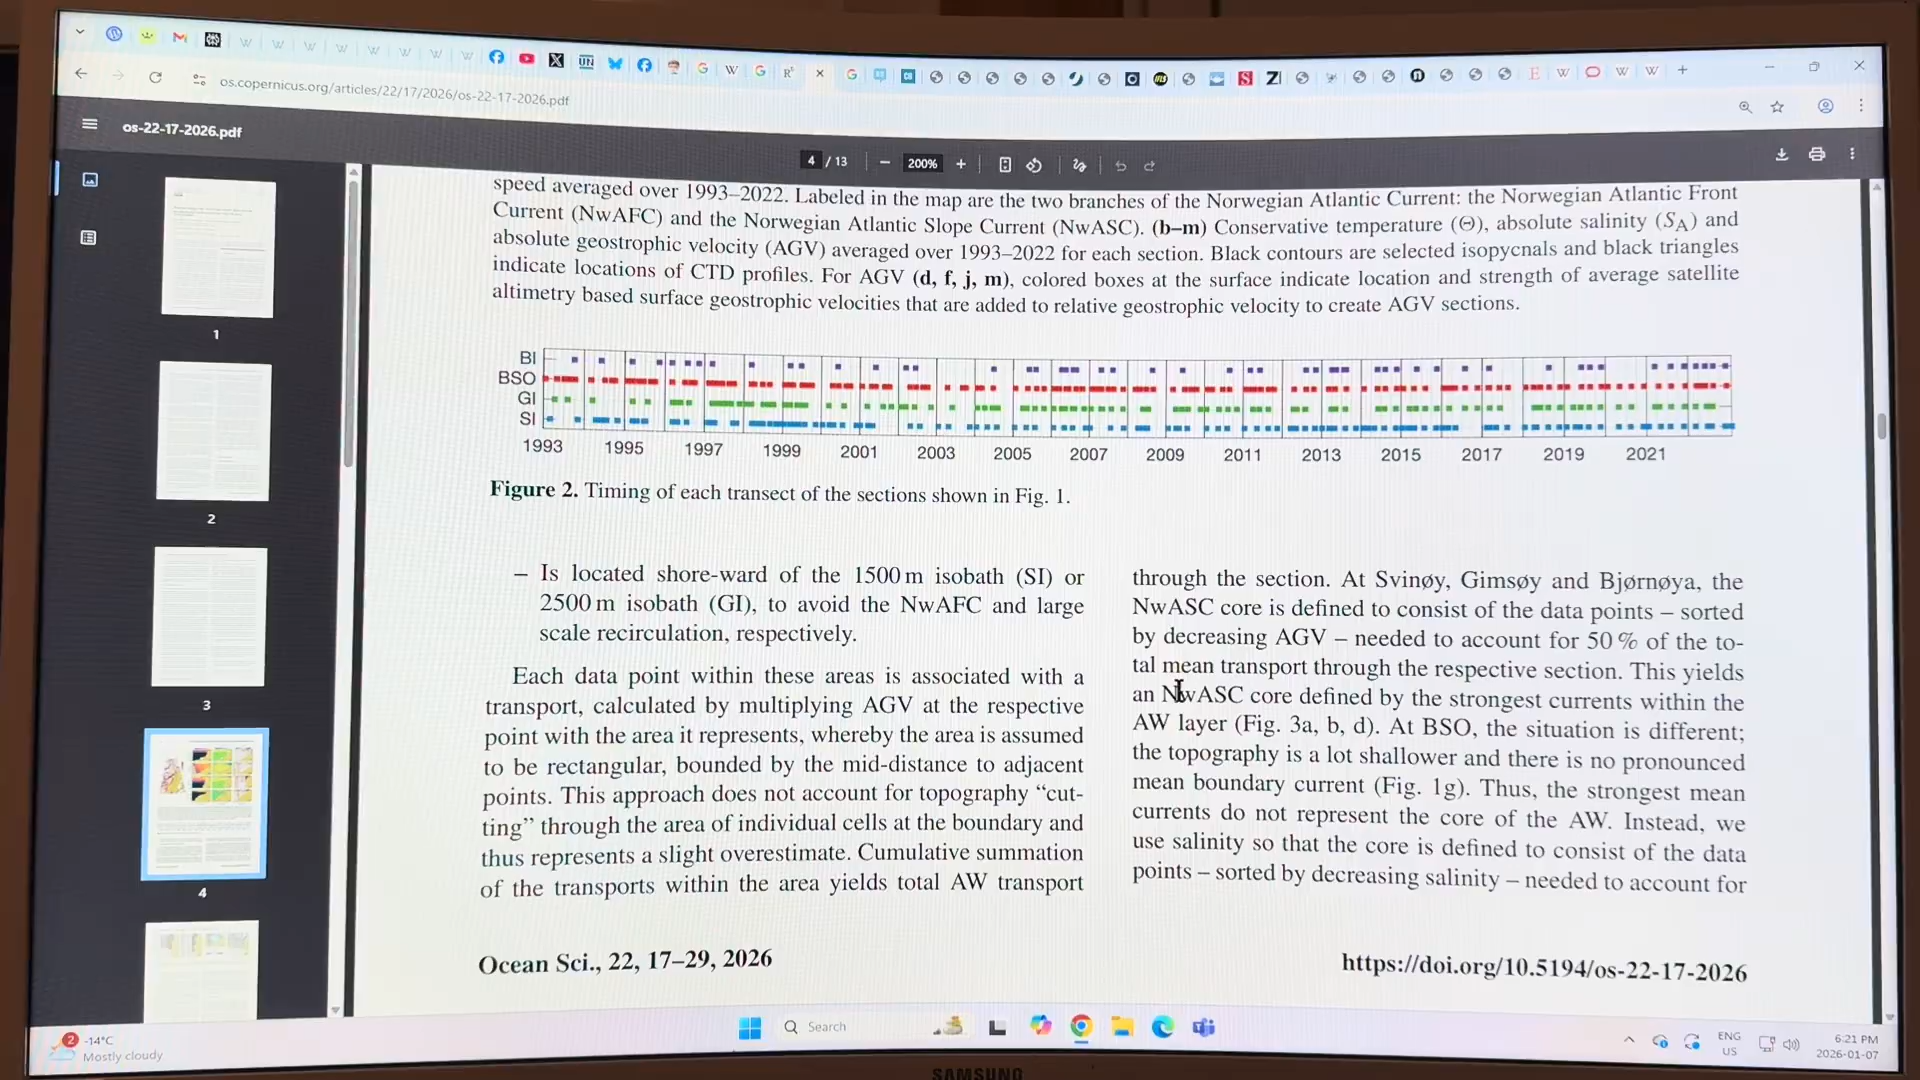 os.copernicus.org/articles/22/17/2026/os-22-17-2026.pdf
os-22-17-2026.pdf
4 / 13
200%
speed averaged over 1993–2022. Labeled in the map are the two branches of the Norwegian Atlantic Current: the Norwegian Atlantic Front
Current (NwAFC) and the Norwegian Atlantic Slope Current (NwASC). (b–m) Conservative temperature (Θ), absolute salinity (SA) and
absolute geostrophic velocity (AGV) averaged over 1993–2022 for each section. Black contours are selected isopycnals and black triangles
indicate locations of CTD profiles. For AGV (d, f, j, m), colored boxes at the surface indicate location and strength of average satellite
altimetry based surface geostrophic velocities that are added to relative geostrophic velocity to create AGV sections.
BI
BSO
GI
SI
1993 1995 1997 1999 2001 2003 2005 2007 2009 2011 2013 2015 2017 2019 2021
Figure 2. Timing of each transect of the sections shown in Fig. 1.
– Is located shore-ward of the 1500 m isobath (SI) or
2500 m isobath (GI), to avoid the NwAFC and large
scale recirculation, respectively.
Each data point within these areas is associated with a
transport, calculated by multiplying AGV at the respective
point with the area it represents, whereby the area is assumed
to be rectangular, bounded by the mid-distance to adjacent
points. This approach does not account for topography “cut-
ting” through the area of individual cells at the boundary and
thus represents a slight overestimate. Cumulative summation
of the transports within the area yields total AW transport
through the section. At Svinøy, Gimsøy and Bjørnøya, the
NwASC core is defined to consist of the data points – sorted
by decreasing AGV – needed to account for 50 % of the to-
tal mean transport through the respective section. This yields
an NwASC core defined by the strongest currents within the
AW layer (Fig. 3a, b, d). At BSO, the situation is different;
the topography is a lot shallower and there is no pronounced
mean boundary current (Fig. 1g). Thus, the strongest mean
currents do not represent the core of the AW. Instead, we
use salinity so that the core is defined to consist of the data
points – sorted by decreasing salinity – needed to account for
Ocean Sci., 22, 17–29, 2026
https://doi.org/10.5194/os-22-17-2026
1
2
3
4
2
-14°C
Mostly cloudy
Search
ENG
US
6:21 PM
2026-01-07
SAMSUNG